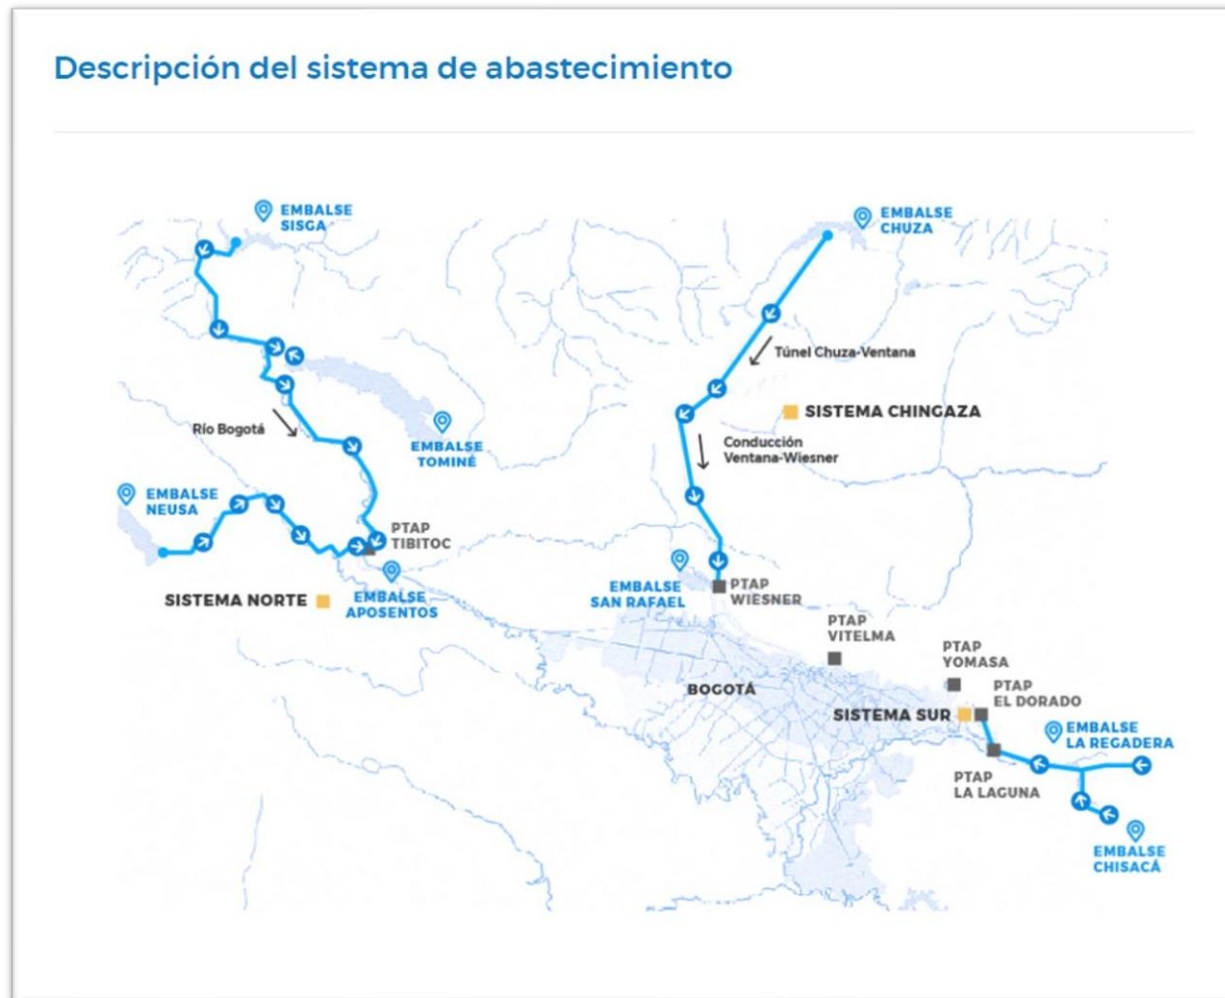 Descripción del sistema de abastecimiento
EMBALSE
SISGA
EMBALSE
CHUZA
Túnel Chuza-Ventana
SISTEMA CHINGAZA
Río Bogotá
EMBALSE
TOMINÉ
Conducción
Ventana-Wiesner
EMBALSE
NEUSA
PTAP
TIBITOC
SISTEMA NORTE
EMBALSE
APOSENTOS
EMBALSE
SAN RAFAEL
PTAP
WIESNER
PTAP
VITELMA
PTAP
YOMASA
PTAP
EL DORADO
BOGOTÁ
SISTEMA SUR
EMBALSE
LA REGADERA
PTAP
LA LAGUNA
EMBALSE
CHISACÁ